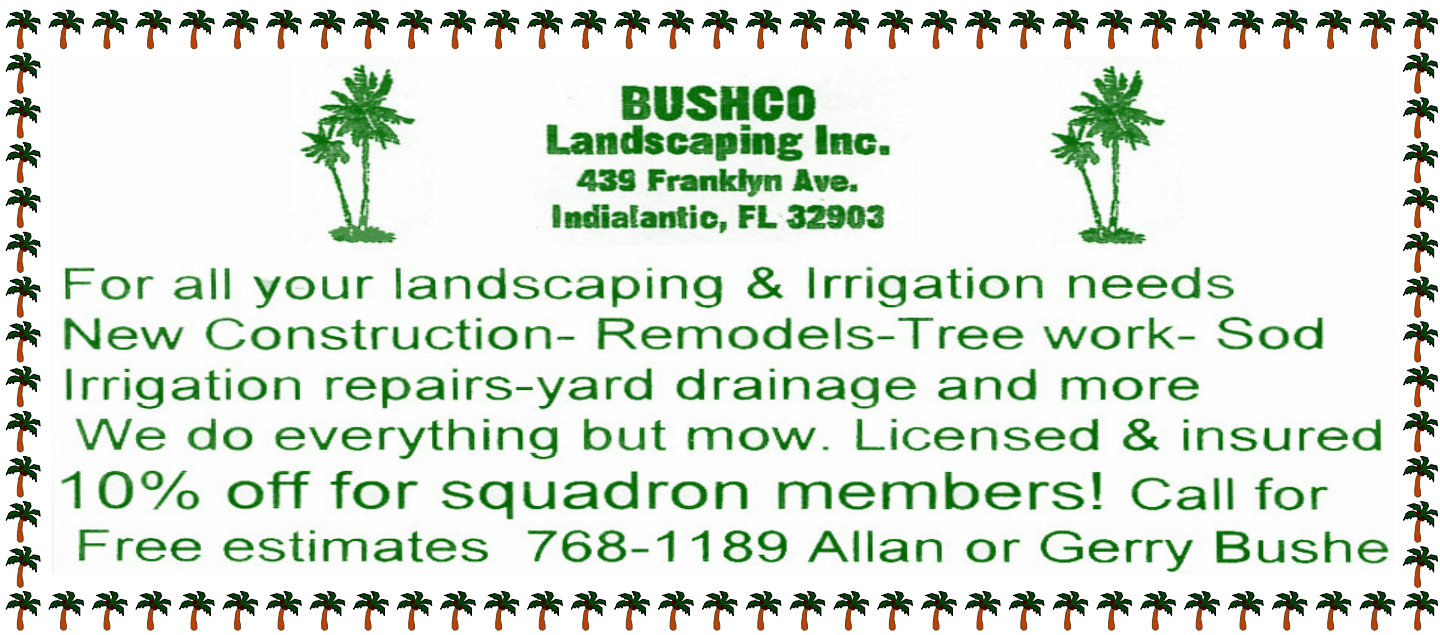 BUSHCO
Landscaping Inc.
439 Franklyn Ave.
Indialantic, FL 32903
For all your landscaping & Irrigation needs
New Construction- Remodels-Tree work- Sod
Irrigation repairs-yard drainage and more
We do everything but mow. Licensed & insured
10% off for squadron members! Call for
Free estimates 768-1189 Allan or Gerry Bushe